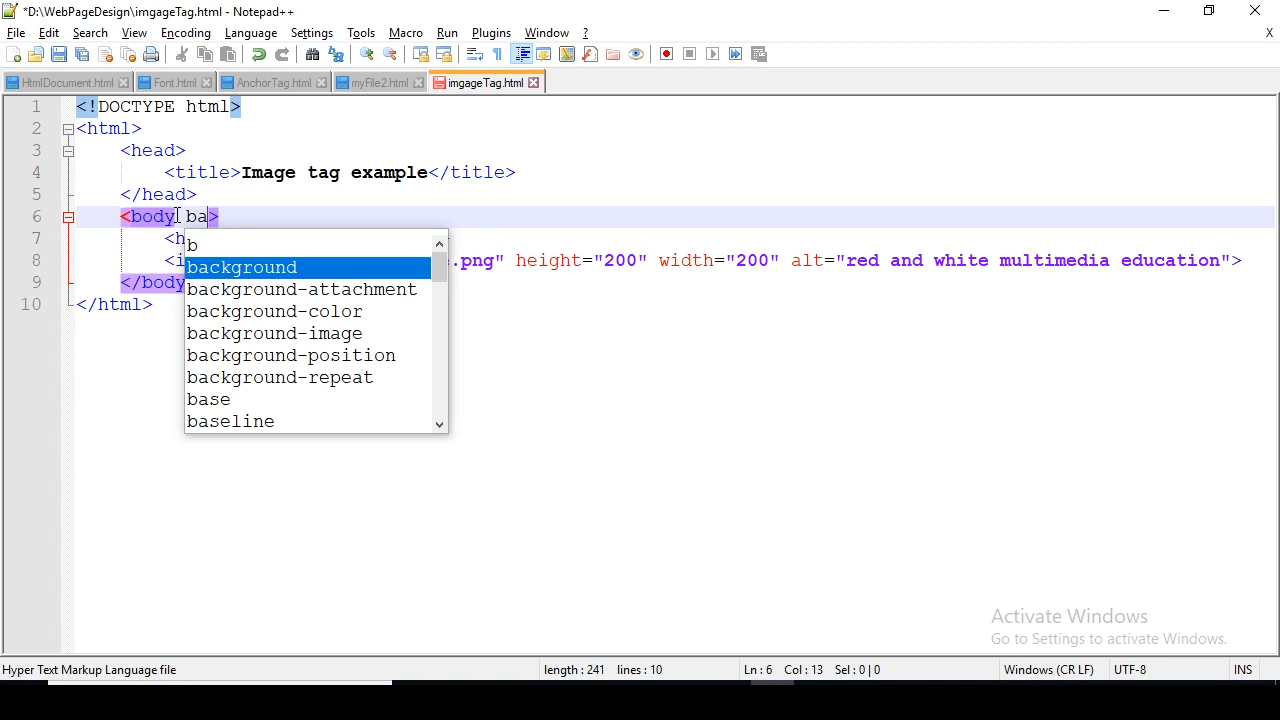 *D:\WebPageDesign\imgageTag.html - Notepad++
File Edit Search View Encoding Language Settings Tools Macro Run Plugins Window ? X
HtmlDocument.html Font.html AnchorTag.html myFile2.html imgageTag.html
1 <!DOCTYPE html>
2 <html>
3 <head>
4 <title>Image tag example</title>
5 </head>
6 <body ba>
7 <h
8 <i .png" height="200" width="200" alt="red and white multimedia education">
9 </body
10 </html>
b
background
background-attachment
background-color
background-image
background-position
background-repeat
base
baseline
Activate Windows
Go to Settings to activate Windows.
Hyper Text Markup Language file length : 241 lines : 10 Ln : 6 Col : 13 Sel : 0 | 0 Windows (CR LF) UTF-8 INS